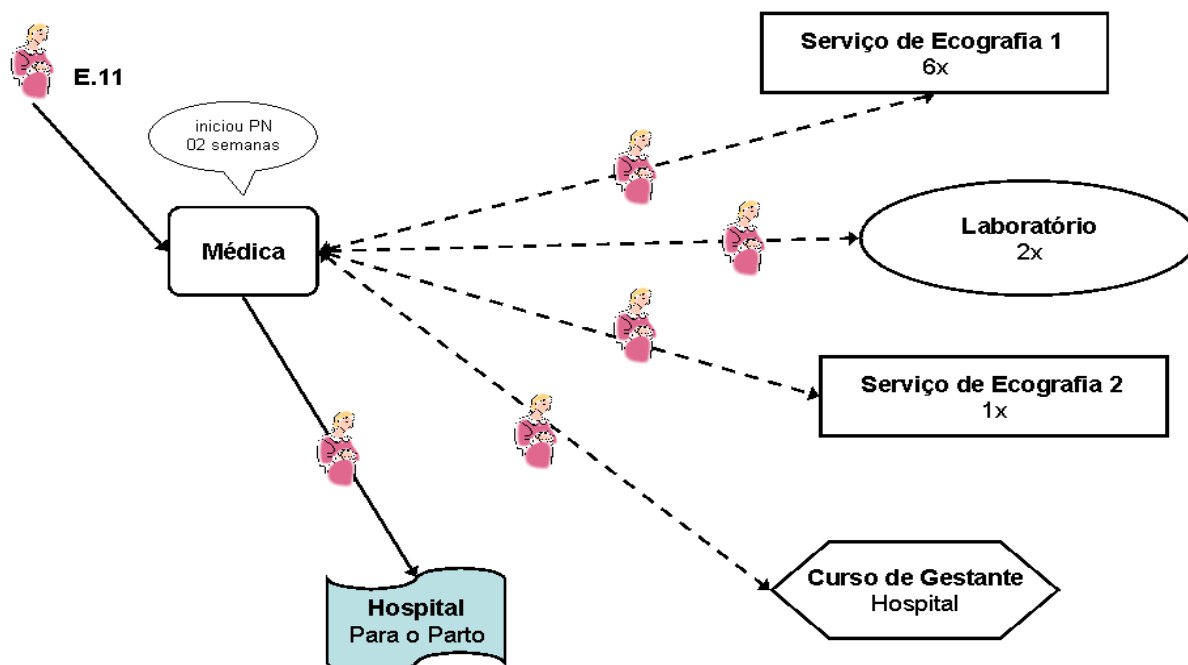 E.11
iniciou PN
02 semanas
Médica
Serviço de Ecografia 1
6x
Laboratório
2x
Serviço de Ecografia 2
1x
Curso de Gestante
Hospital
Hospital
Para o Parto